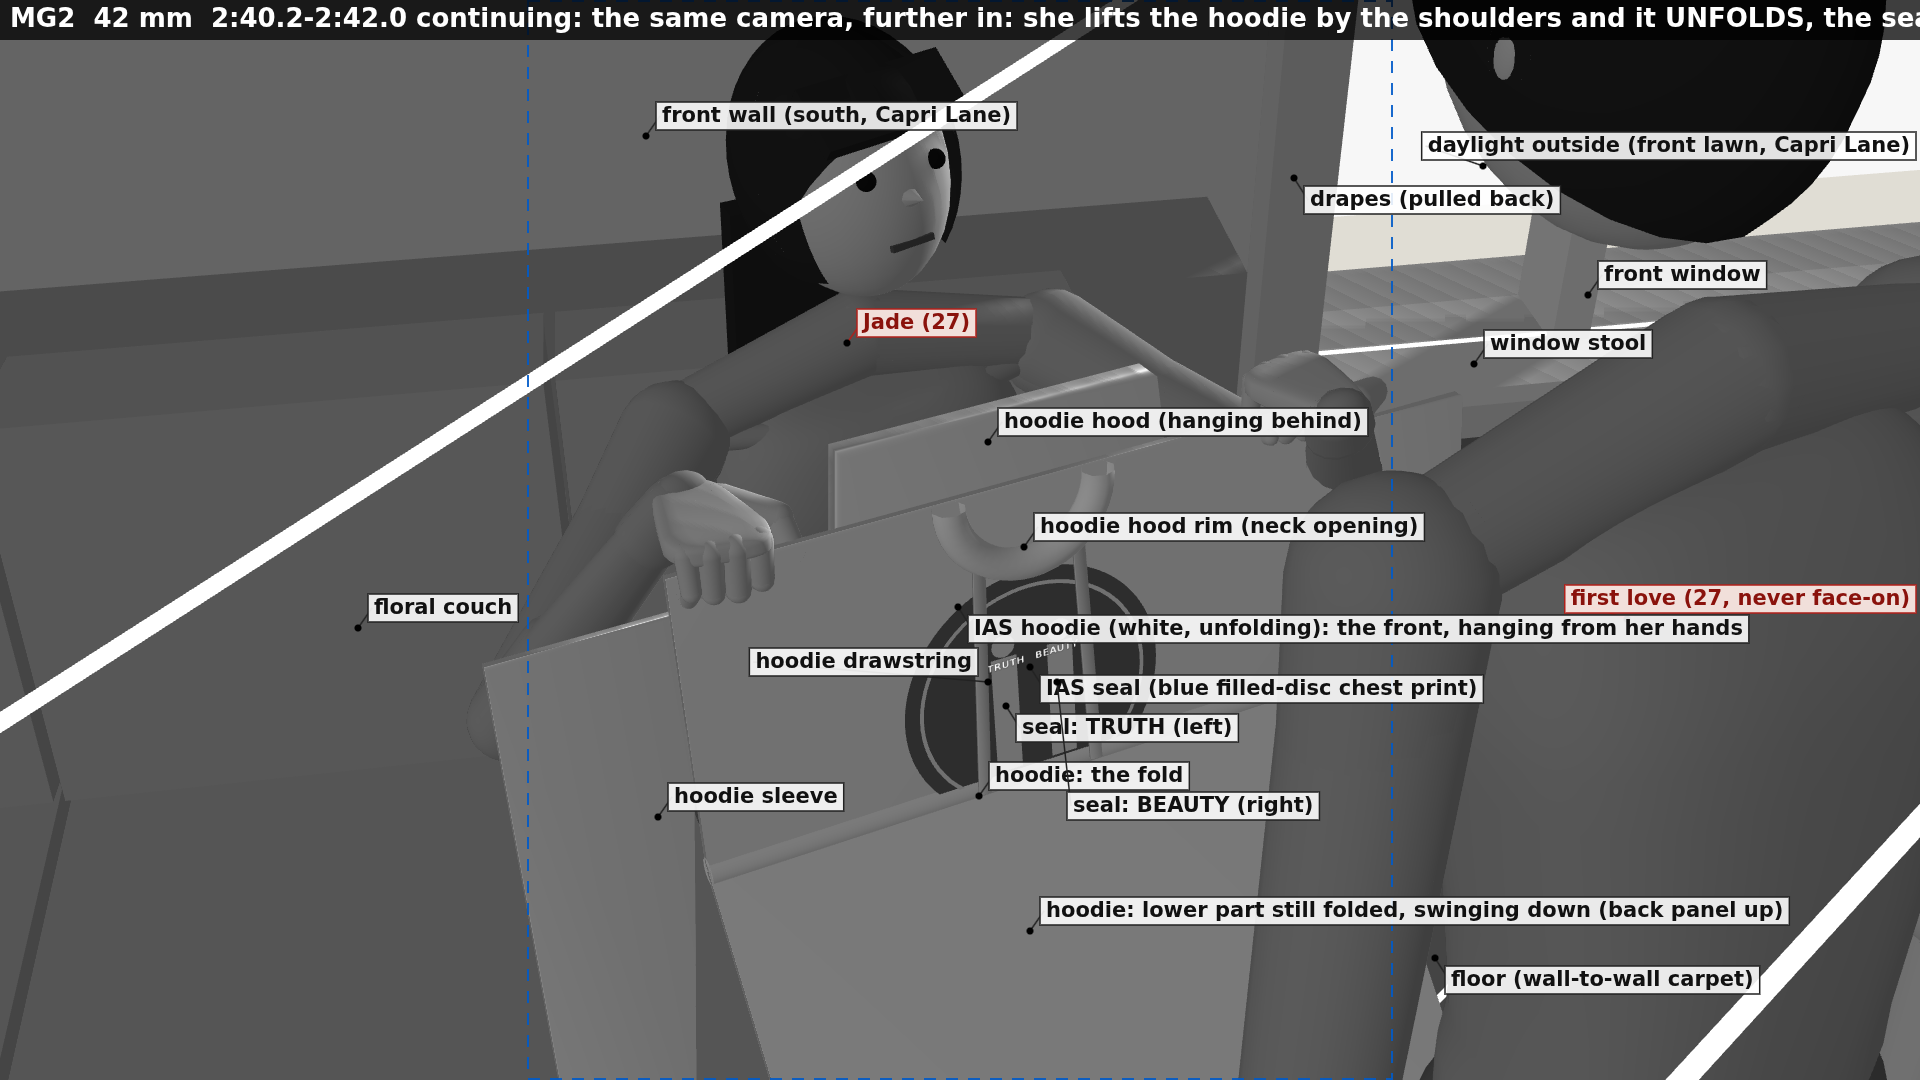 MG2 42 mm 2:40.2-2:42.0 continuing: the same camera, further in: she lifts the hoodie by the shoulders and it UNFOLDS, the
front wall (south, Capri Lane)
daylight outside (front lawn, Capri Lane)
drapes (pulled back)
front window
Jade (27)
window stool
hoodie hood (hanging behind)
hoodie hood rim (neck opening)
first love (27, never face-on)
floral couch
IAS hoodie (white, unfolding): the front, hanging from her hands
TRUTH
hoodie drawstring
IAS seal (blue filled-disc chest print)
seal: TRUTH (left)
hoodie: the fold
hoodie sleeve
seal: BEAUTY (right)
hoodie: lower part still folded, swinging down (back panel up)
floor (wall-to-wall carpet)